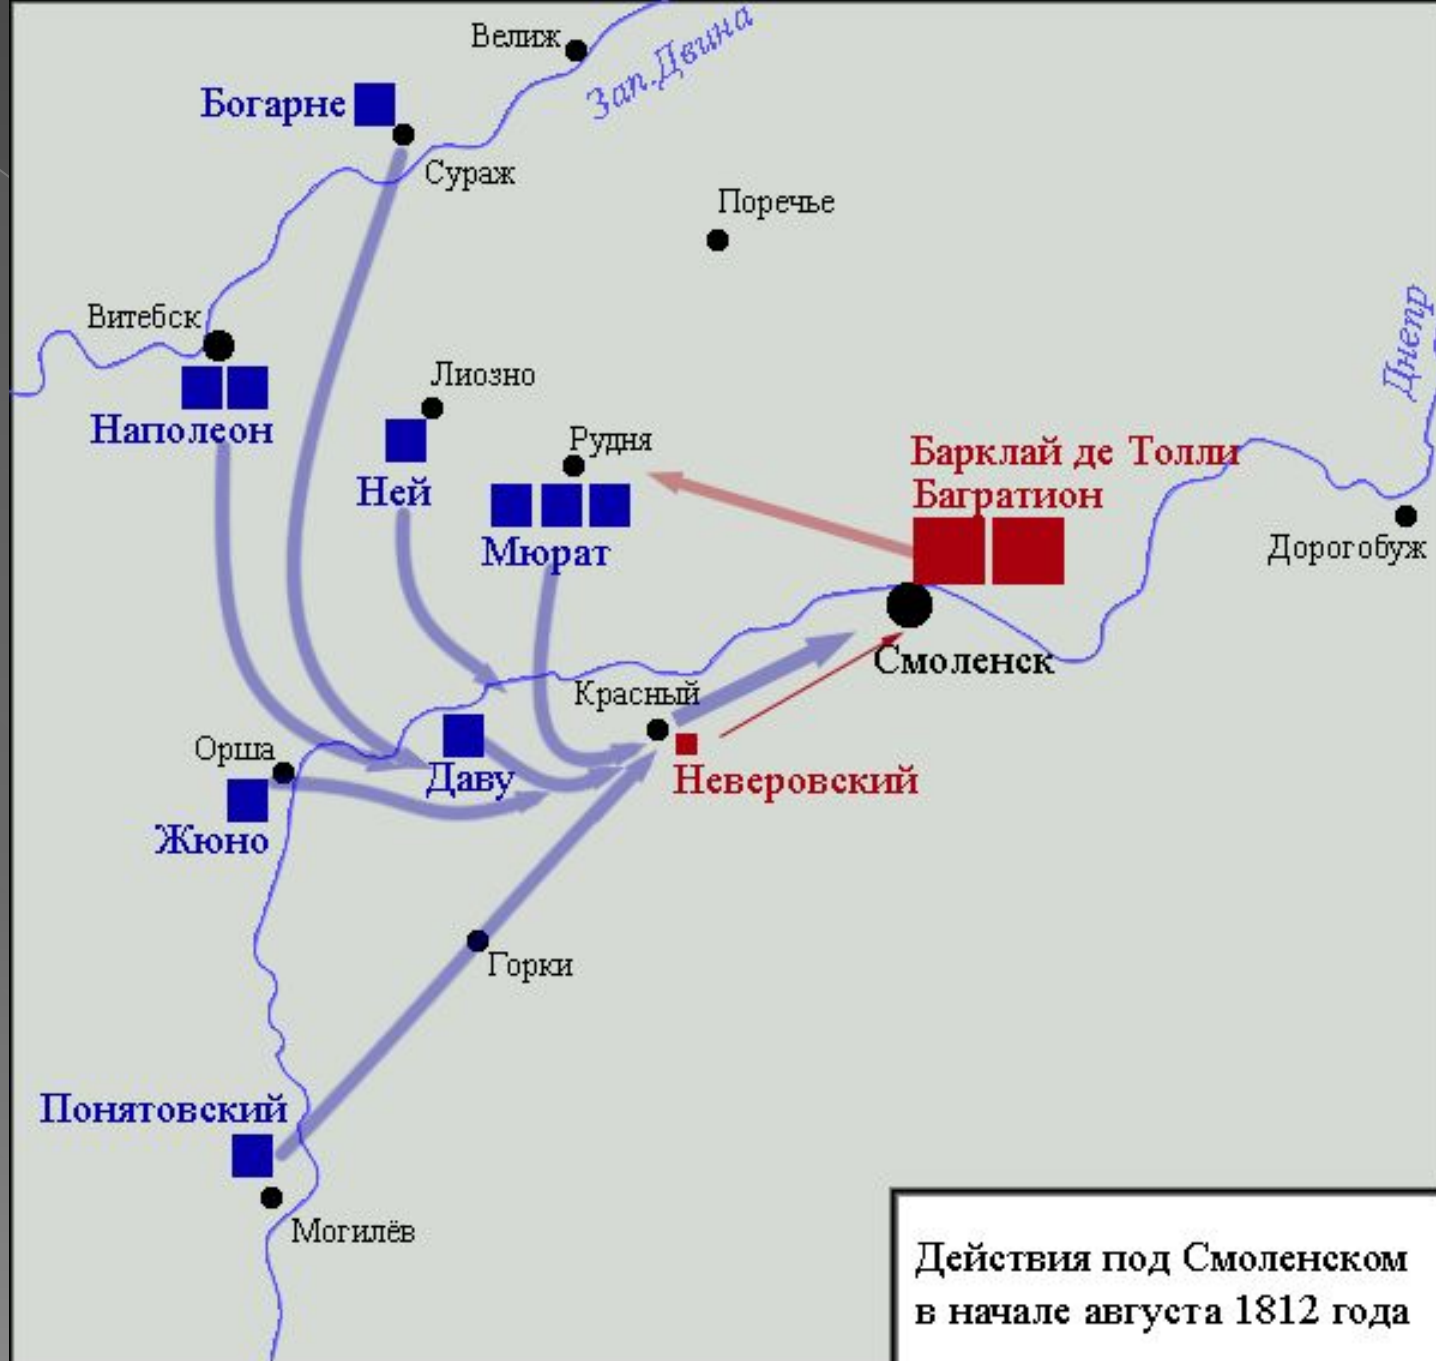 Велиж
Зап.Двина
Богарне
Сураж
Поречье
Витебск
Днепр
Лиозно
Наполеон
Рудня
Барклай де Толли
Ней
Багратион
Мюрат
Дорогобуж
Смоленск
Красный
Орша
Даву
Неверовский
Жюно
Горки
Понятовский
Могилёв
Действия под Смоленском
в начале августа 1812 года